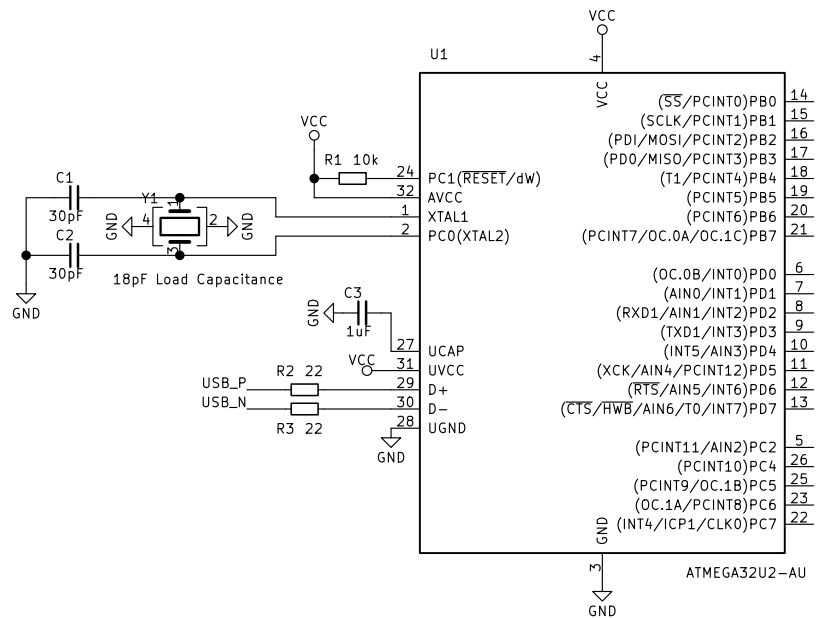 VCC
U1
4
VCC
(SS/PCINT0)PB0 14
(SCLK/PCINT1)PB1 15
(PDI/MOSI/PCINT2)PB2 16
(PD0/MISO/PCINT3)PB3 17
(T1/PCINT4)PB4 18
(PCINT5)PB5 19
(PCINT6)PB6 20
(PCINT7/OC.0A/OC.1C)PB7 21
(OC.0B/INT0)PD0 6
(AIN0/INT1)PD1 7
(RXD1/AIN1/INT2)PD2 8
(TXD1/INT3)PD3 9
(INT5/AIN3)PD4 10
(XCK/AIN4/PCINT12)PD5 11
(RTS/AIN5/INT6)PD6 12
(CTS/HWB/AIN6/T0/INT7)PD7 13
(PCINT11/AIN2)PC2 5
(PCINT10)PC4 26
(PCINT9/OC.1B)PC5 25
(OC.1A/PCINT8)PC6 23
(INT4/ICP1/CLK0)PC7 22
VCC
R1 10k
24 PC1(RESET/dW)
32 AVCC
1 XTAL1
2 PC0(XTAL2)
C1
30pF
C2
30pF
GND
Y1
1
GND
4
2
GND
3
18pF Load Capacitance
C3
GND
1uF
27 UCAP
VCC
31 UVCC
R2 22
USB_P
29 D+
USB_N
30 D-
R3 22
28 UGND
GND
GND
3
GND
ATMEGA32U2-AU